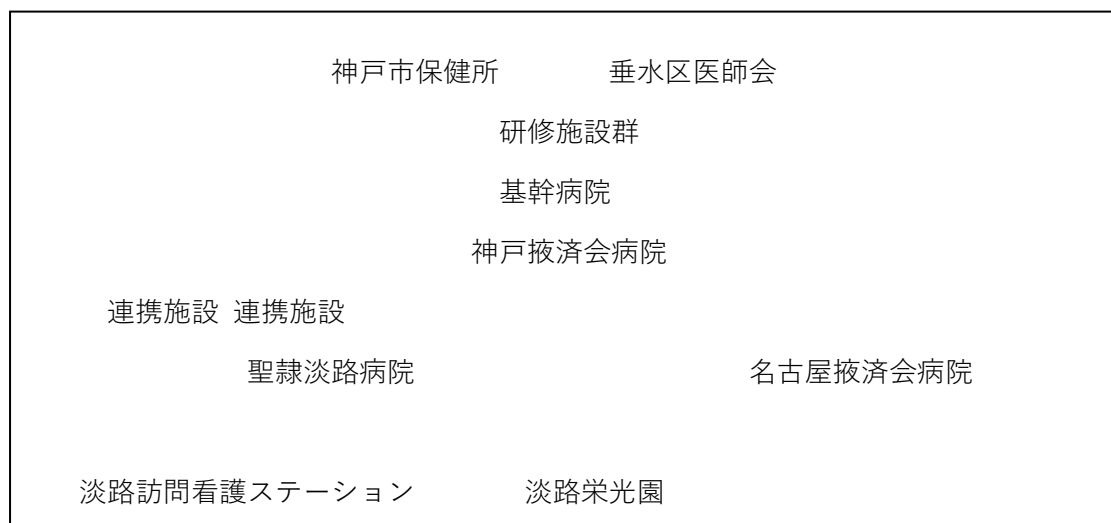 神戸市保健所 垂水区医師会
研修施設群
基幹病院
神戸掖済会病院
連携施設 連携施設
聖隷淡路病院 名古屋掖済会病院
淡路訪問看護ステーション 淡路栄光園